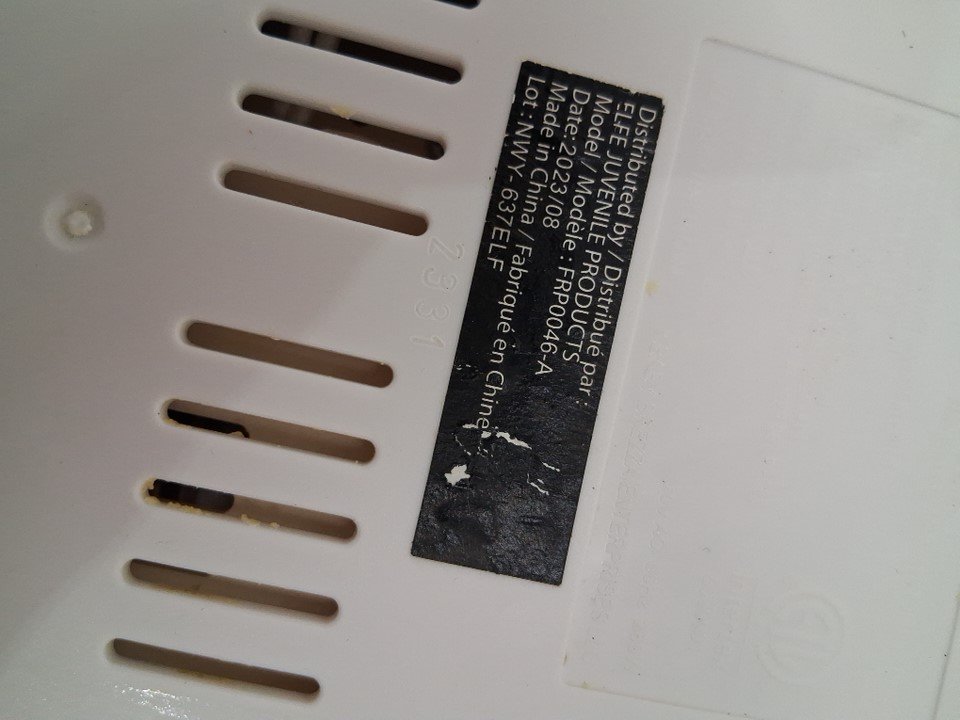 Distributed by / Distribué par :
ELFE JUVENILE PRODUCTS
Model / Modèle : FRP0046-A
Date: 2023/08
Made in China / Fabriqué en Chine
Lot : NWY - 637ELF
2331